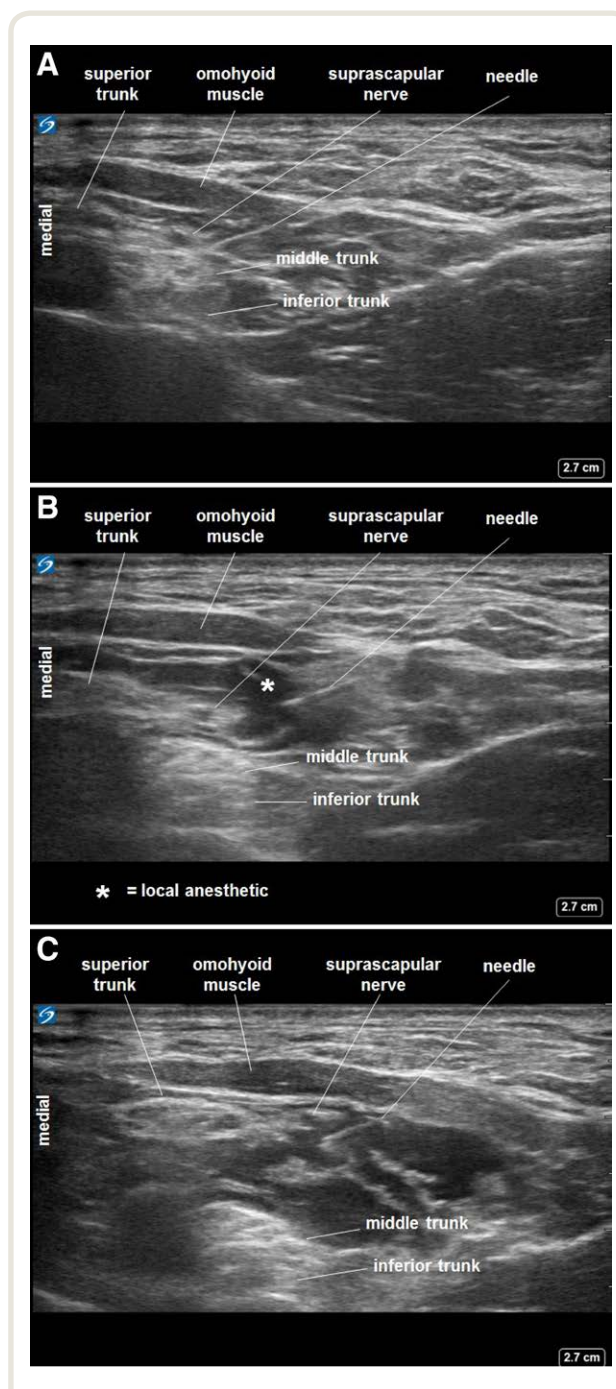 A
superior trunk
omohyoid muscle
suprascapular nerve
needle
medial
middle trunk
inferior trunk
2.7 cm
B
superior trunk
omohyoid muscle
suprascapular nerve
needle
medial
*
middle trunk
inferior trunk
* = local anesthetic
2.7 cm
C
superior trunk
omohyoid muscle
suprascapular nerve
needle
medial
middle trunk
inferior trunk
2.7 cm